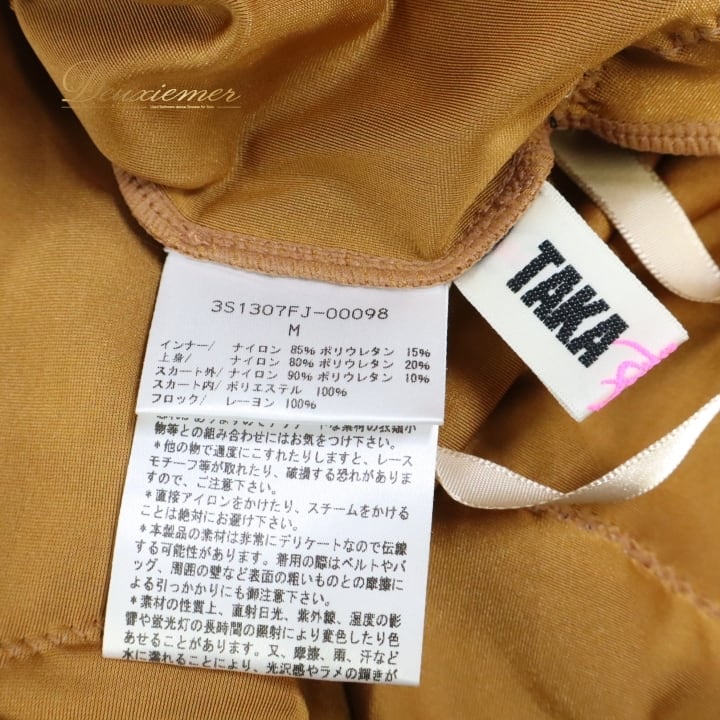 Deuxiemer
3S1307FJ-00098
M
インナー/ ナイロン 85% ポリウレタン 15%
上身/ ナイロン 80% ポリウレタン 20%
スカート外/ ナイロン 90% ポリウレタン 10%
スカート内/ ポリエステル 100%
フロック/ レーヨン 100%
物等との組み合わせにはお気をつけ下さい。
*他の物で過度にこすれたりしますと、レース
モチーフ等が取れたり、破損する恐れがありま
すので、ご注意下さい。
*直接アイロンをかけたり、スチームをかける
ことは絶対にお避け下さい。
*本製品の素材は非常にデリケートなので伝線
する可能性があります。着用の際はベルトやバ
ッグ、周囲の壁など表面の粗いものとの摩擦に
よる引っかかりにも御注意下さい。
*素材の性質上、直射日光、紫外線、湿度の影
響や蛍光灯の長時間の照射により変色したり色
あせることがあります。又、摩擦、雨、汗など
水に濡れることにより、光沢感やラメの輝きが
TAKA